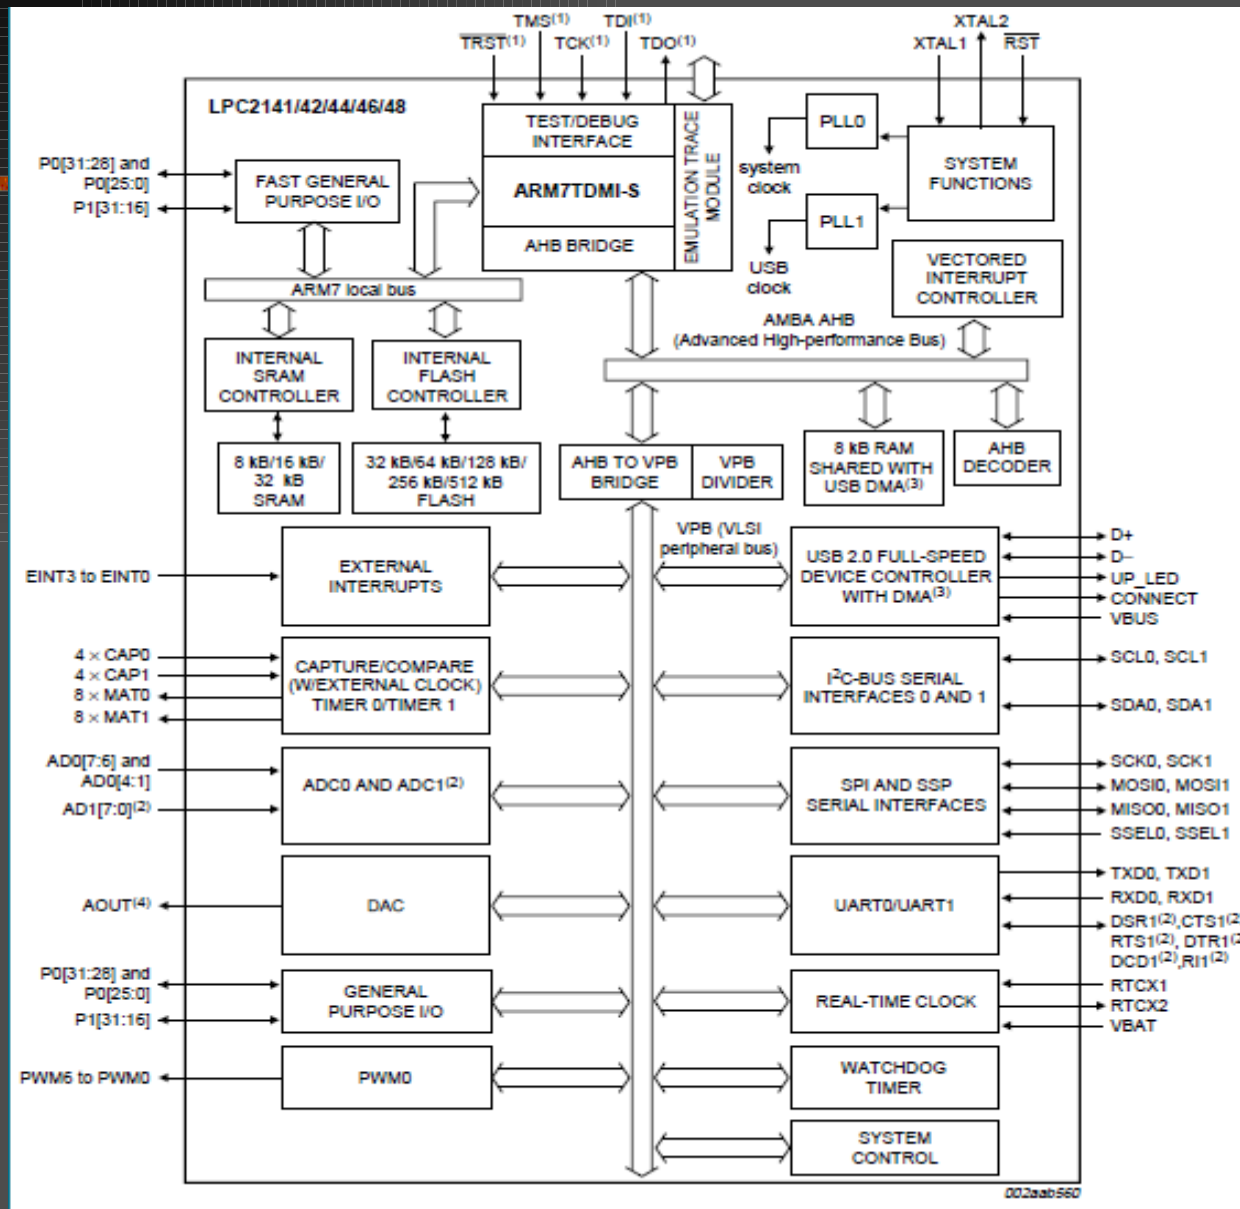 TMS(1) TDI(1) XTAL2
TRST(1) TCK(1) TDO(1) XTAL1 RST
LPC2141/42/44/46/48
TEST/DEBUG
INTERFACE
ARM7TDMI-S
AHB BRIDGE
EMULATION TRACE
MODULE
PLL0
system
clock
PLL1
USB
clock
SYSTEM
FUNCTIONS
P0[31:28] and
P0[25:0]
P1[31:16]
FAST GENERAL
PURPOSE I/O
VECTORED
INTERRUPT
CONTROLLER
ARM7 local bus
AMBA AHB
(Advanced High-performance Bus)
INTERNAL
SRAM
CONTROLLER
INTERNAL
FLASH
CONTROLLER
8 kB/16 kB/
32 kB
SRAM
32 kB/64 kB/128 kB/
256 kB/512 kB
FLASH
AHB TO VPB
BRIDGE
VPB
DIVIDER
8 kB RAM
SHARED WITH
USB DMA(3)
AHB
DECODER
VPB (VLSI
peripheral bus)
EINT3 to EINT0
EXTERNAL
INTERRUPTS
USB 2.0 FULL-SPEED
DEVICE CONTROLLER
WITH DMA(3)
D+
D−
UP_LED
CONNECT
VBUS
4 × CAP0
4 × CAP1
8 × MAT0
8 × MAT1
CAPTURE/COMPARE
(W/EXTERNAL CLOCK)
TIMER 0/TIMER 1
I2C-BUS SERIAL
INTERFACES 0 AND 1
SCL0, SCL1
SDA0, SDA1
AD0[7:6] and
AD0[4:1]
AD1[7:0](2)
ADC0 AND ADC1(2)
SPI AND SSP
SERIAL INTERFACES
SCK0, SCK1
MOSI0, MOSI1
MISO0, MISO1
SSEL0, SSEL1
AOUT(4)
DAC
UART0/UART1
TXD0, TXD1
RXD0, RXD1
DSR1(2),CTS1(2
RTS1(2), DTR1(2
DCD1(2),RI1(2)
P0[31:28] and
P0[25:0]
P1[31:16]
GENERAL
PURPOSE I/O
REAL-TIME CLOCK
RTCX1
RTCX2
VBAT
PWM6 to PWM0
PWM0
WATCHDOG
TIMER
SYSTEM
CONTROL
002aab560